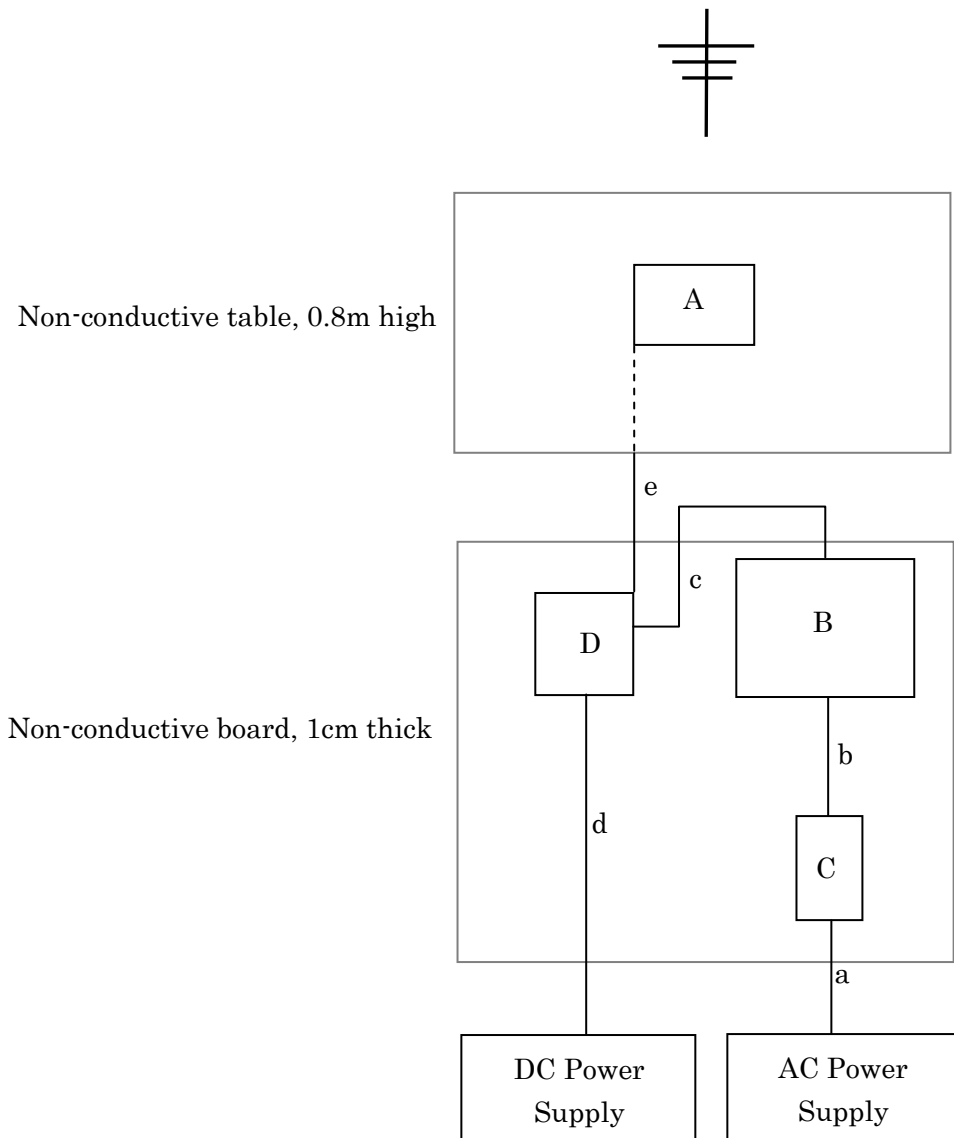 A
Non-conductive table, 0.8m high
e
c
B
D
Non-conductive board, 1cm thick
b
d
C
a
DC Power
Supply
AC Power
Supply